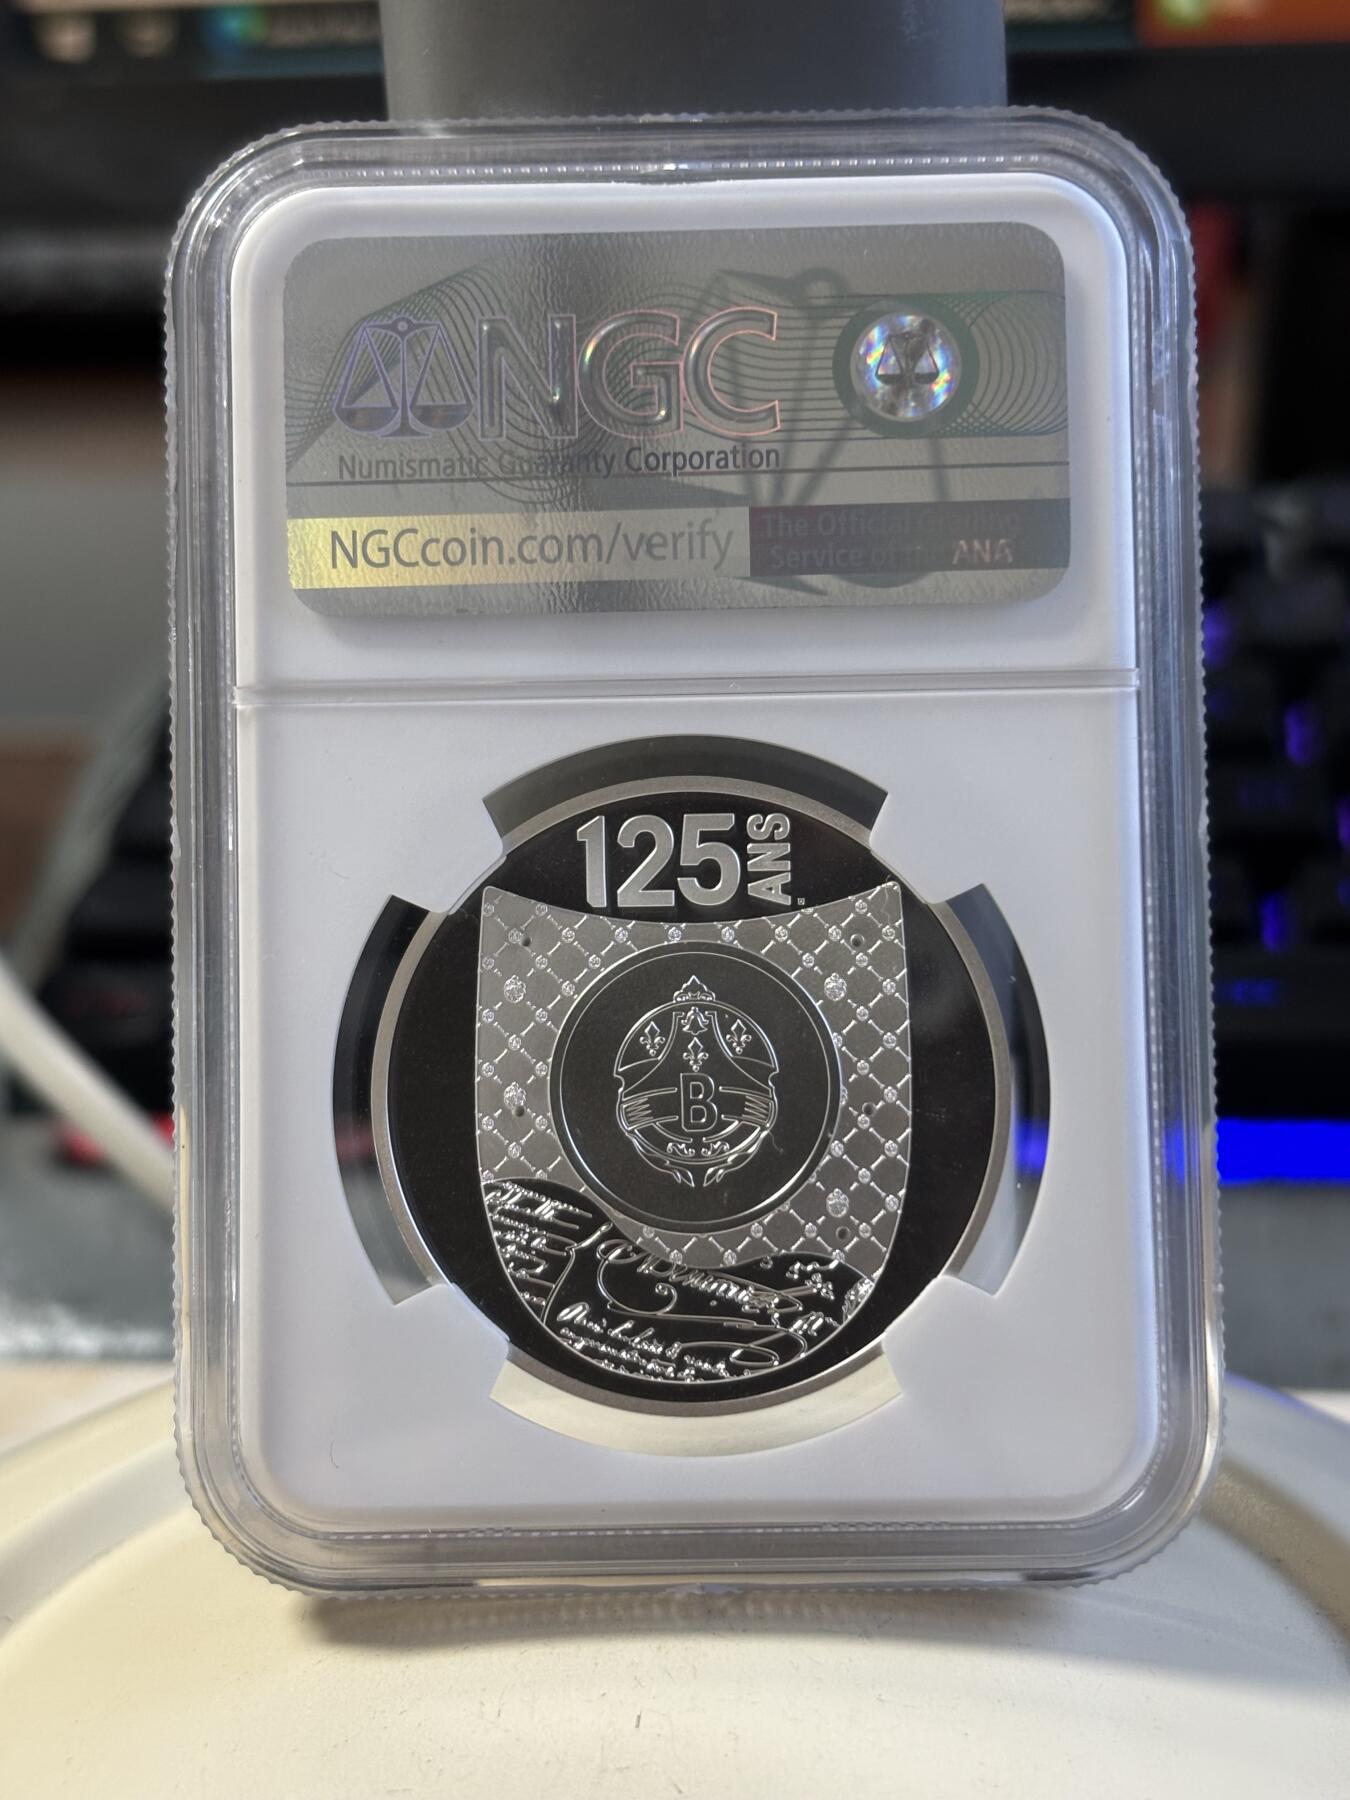 NGC
Numismatic Guaranty Corporation
NGCcoin.com/verify
The Official Grading
Service of the ANA
125 ANS
B